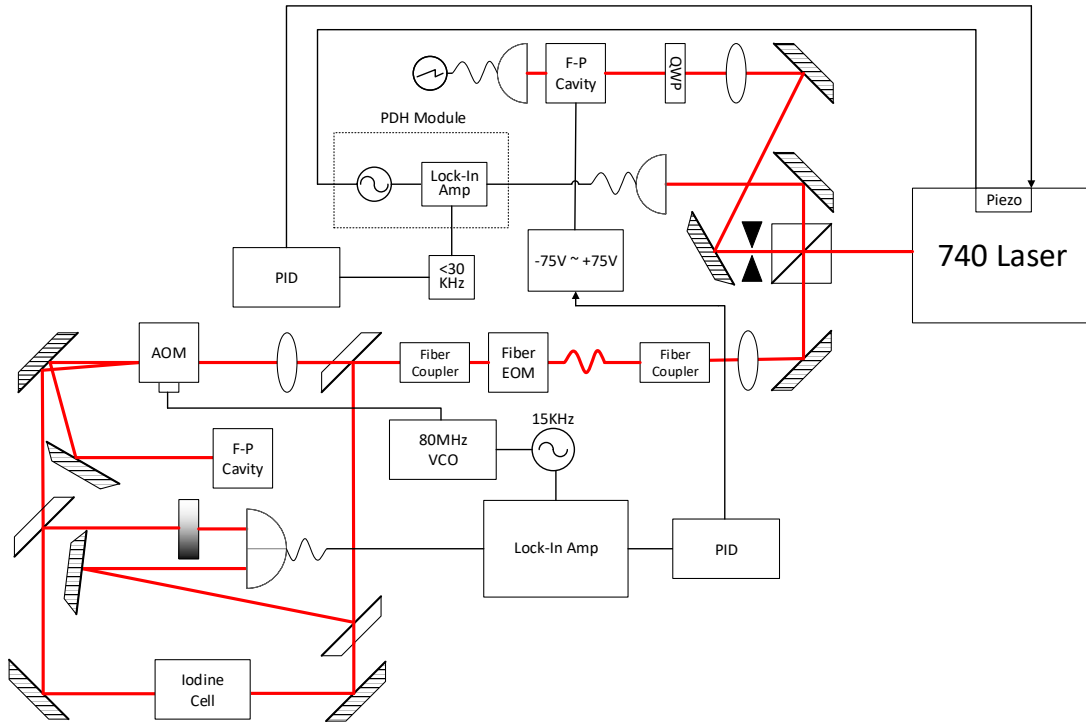 F-P
Cavity
QWP
PDH Module
Lock-In
Amp
Piezo
740 Laser
PID
<30
KHz
-75V ~ +75V
AOM
Fiber
Coupler
Fiber
EOM
Fiber
Coupler
15KHz
80MHz
VCO
F-P
Cavity
Lock-In Amp
PID
Iodine
Cell